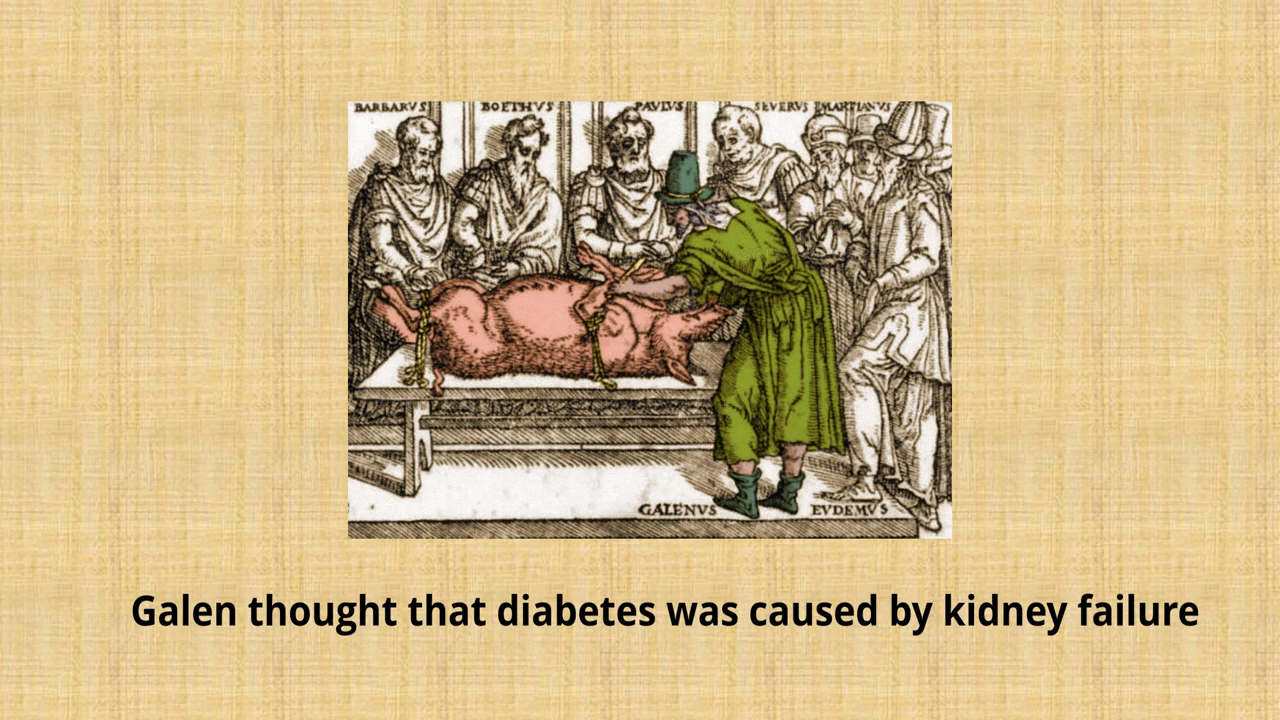 BARBARVS BOETHVS PAVLVS SEVERVS MARTIANVS
GALENVS EVDEMVS
Galen thought that diabetes was caused by kidney failure